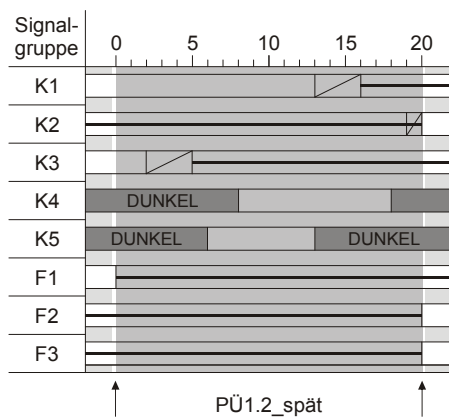 Signal-
gruppe
0 5 10 15 20
K1
K2
K3
K4 DUNKEL
K5 DUNKEL DUNKEL
F1
F2
F3
PÜ1.2_spät